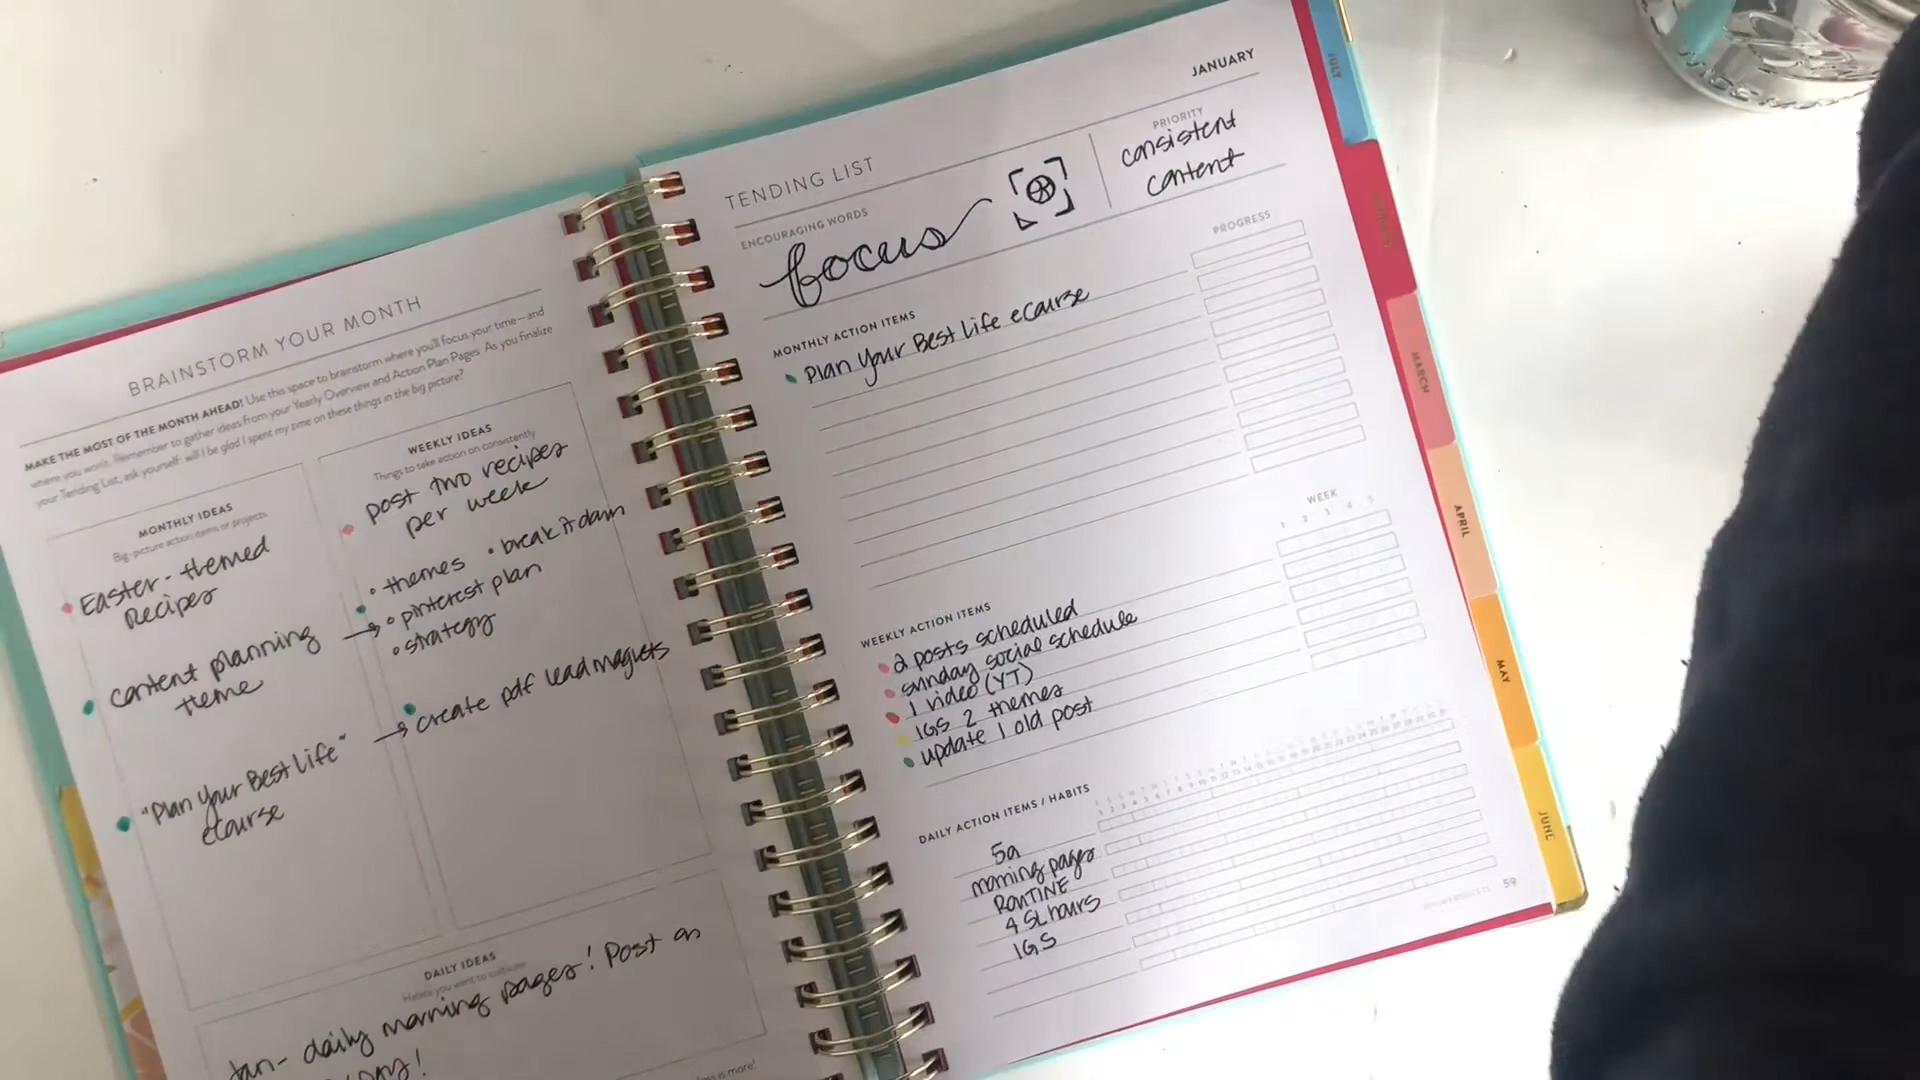 BRAINSTORM YOUR MONTH
MAKE THE MOST OF THE MONTH AHEAD! Use this space to brainstorm where you'll focus your time—and
where you won't. Remember to gather ideas from your Yearly Overview and Action Plan Pages. As you finalize
your Tending List, ask yourself: will I be glad I spent my time on these things in the big picture?
MONTHLY IDEAS
Big-picture action items or projects
Easter-themed
Recipes
content planning
theme
"Plan Your Best Life"
ecourse
WEEKLY IDEAS
Things to take action on consistently
post two recipes
per week
• themes • break it down
• pinterest plan
• strategy
create pdf lead magnets
DAILY IDEAS
Habits you want to cultivate
Jan- daily morning pages! Post on
less is more!
JANUARY
TENDING LIST
ENCOURAGING WORDS
focus
PRIORITY
consistent
content
MONTHLY ACTION ITEMS
PROGRESS
Plan Your Best Life ecourse
WEEKLY ACTION ITEMS
WEEK
1 2 3 4 5
2 posts scheduled
sunday social schedule
1 video (YT)
IGS 2 themes
update 1 old post
DAILY ACTION ITEMS / HABITS
5a
morning pages
ROUTINE
4 SL hours
IGS
59
JULY
MARCH
APRIL
MAY
JUNE